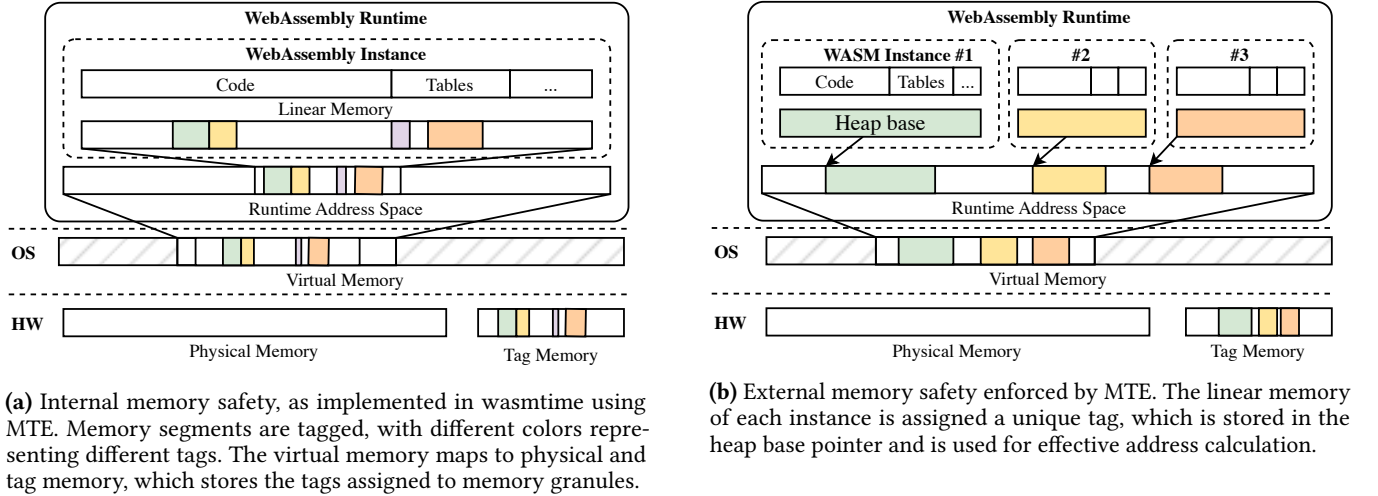 WebAssembly Runtime
WebAssembly Instance
Code
Tables
...
Linear Memory
Runtime Address Space
OS
Virtual Memory
HW
Physical Memory
Tag Memory
(a) Internal memory safety, as implemented in wasmtime using
MTE. Memory segments are tagged, with different colors repre-
senting different tags. The virtual memory maps to physical and
tag memory, which stores the tags assigned to memory granules.
WebAssembly Runtime
WASM Instance #1
#2
#3
Code
Tables
...
Heap base
Runtime Address Space
OS
Virtual Memory
HW
Physical Memory
Tag Memory
(b) External memory safety enforced by MTE. The linear memory
of each instance is assigned a unique tag, which is stored in the
heap base pointer and is used for effective address calculation.